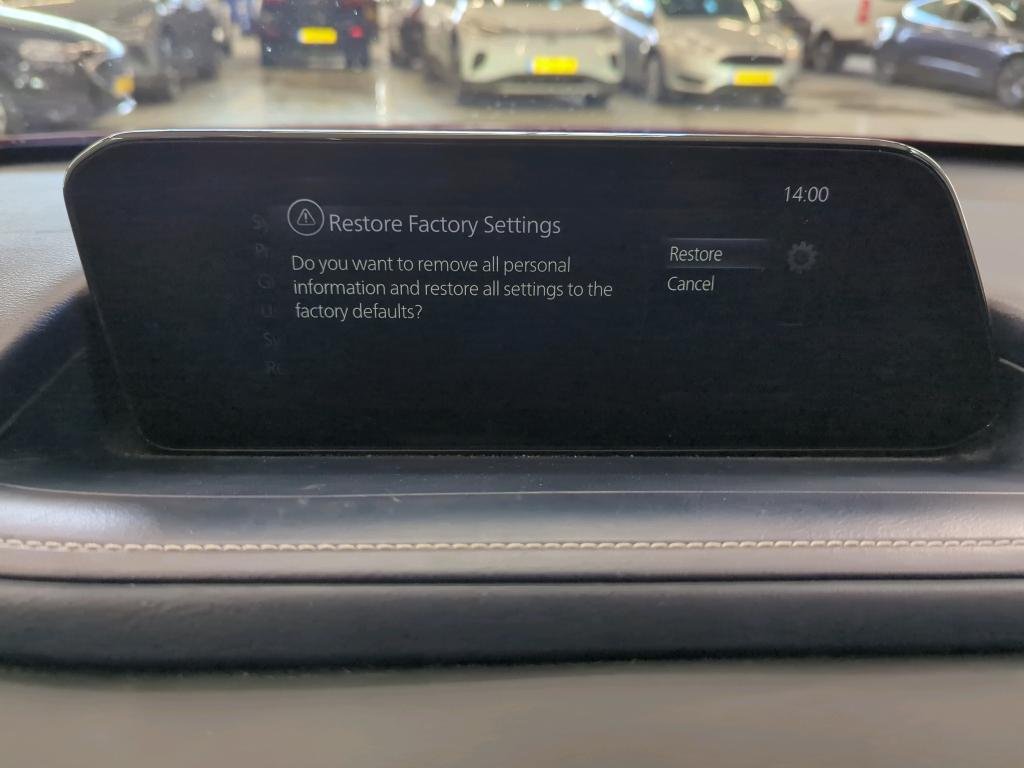 14:00
Restore Factory Settings
Do you want to remove all personal
information and restore all settings to the
factory defaults?
Restore
Cancel